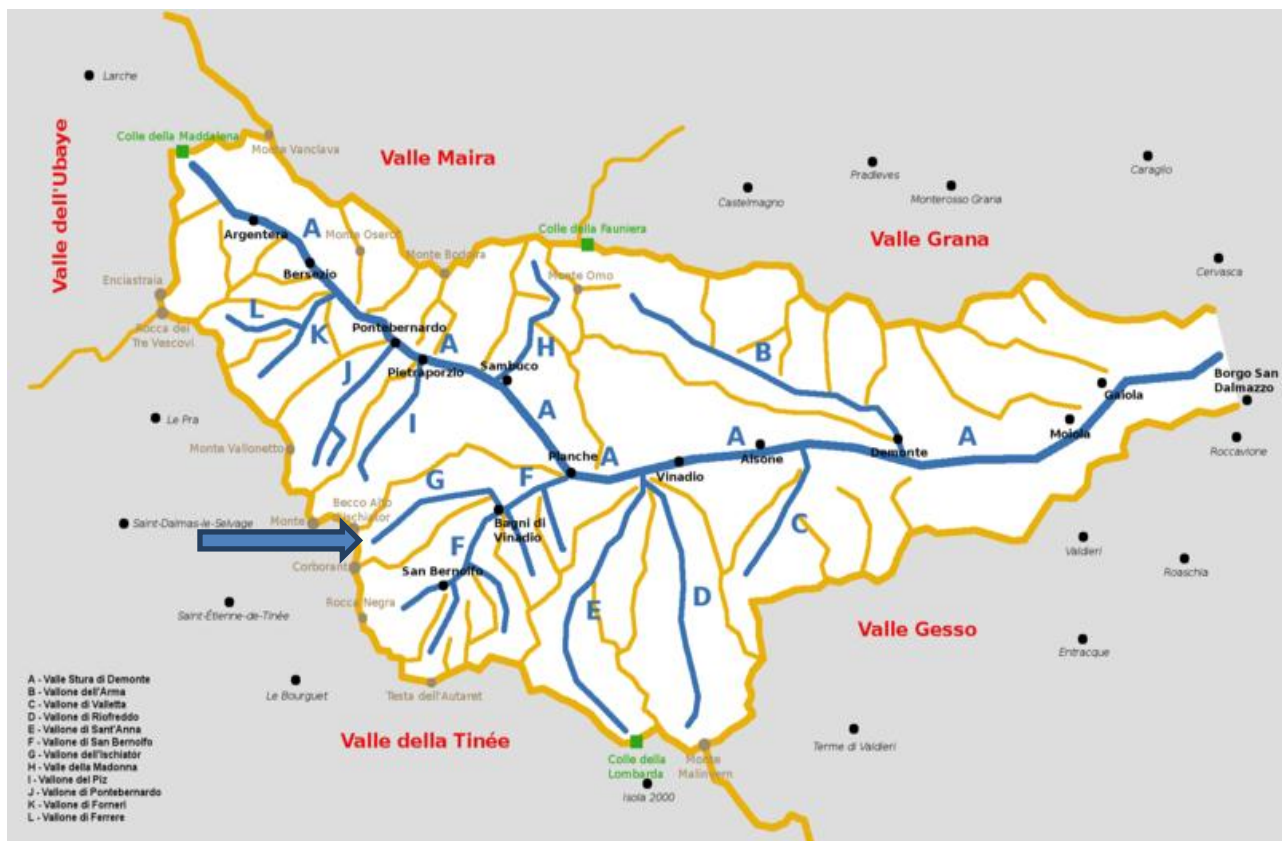 Larche
Colle della Maddalena
Monte Vanclava
Valle Maira
Valle dell'Ubaye
Pradleves
Caraglio
Castelmagno
Monterosso Grana
Colle della Fauniera
Valle Grana
Argentera
A
Monte Oserot
Monte Bodoira
Cervasca
Bersezio
Enciastraia
Monte Omo
L
Rocca dei
Tre Vescovi
K
Pontebernardo
A
H
B
Pietraporzio
Sambuco
Borgo San
Dalmazzo
J
Gaiola
I
A
Le Pra
Moiola
A
A
Roccavione
Monte Vallonetto
Planche
A
Alsone
Demonte
Vinadio
G
F
Becco Alto
d'Ischiator
Saint-Dalmas-le-Selvage
Monte
Bagni di
Vinadio
C
Valdieri
F
Corborant
San Bernolfo
Roaschia
Rocca Negra
E
D
Saint-Étienne-de-Tinée
Valle Gesso
Entracque
Le Bourguet
Testa dell'Autaret
Valle della Tinée
Terme di Valdieri
Colle della
Lombarda
Monte
Malinvern
Isola 2000
A - Valle Stura di Demonte
B - Vallone dell'Arma
C - Vallone di Valletta
D - Vallone di Riofreddo
E - Vallone di Sant'Anna
F - Vallone di San Bernolfo
G - Vallone dell'Ischiator
H - Valle della Madonna
I - Vallone del Piz
J - Vallone di Pontebernardo
K - Vallone di Forneri
L - Vallone di Ferrere